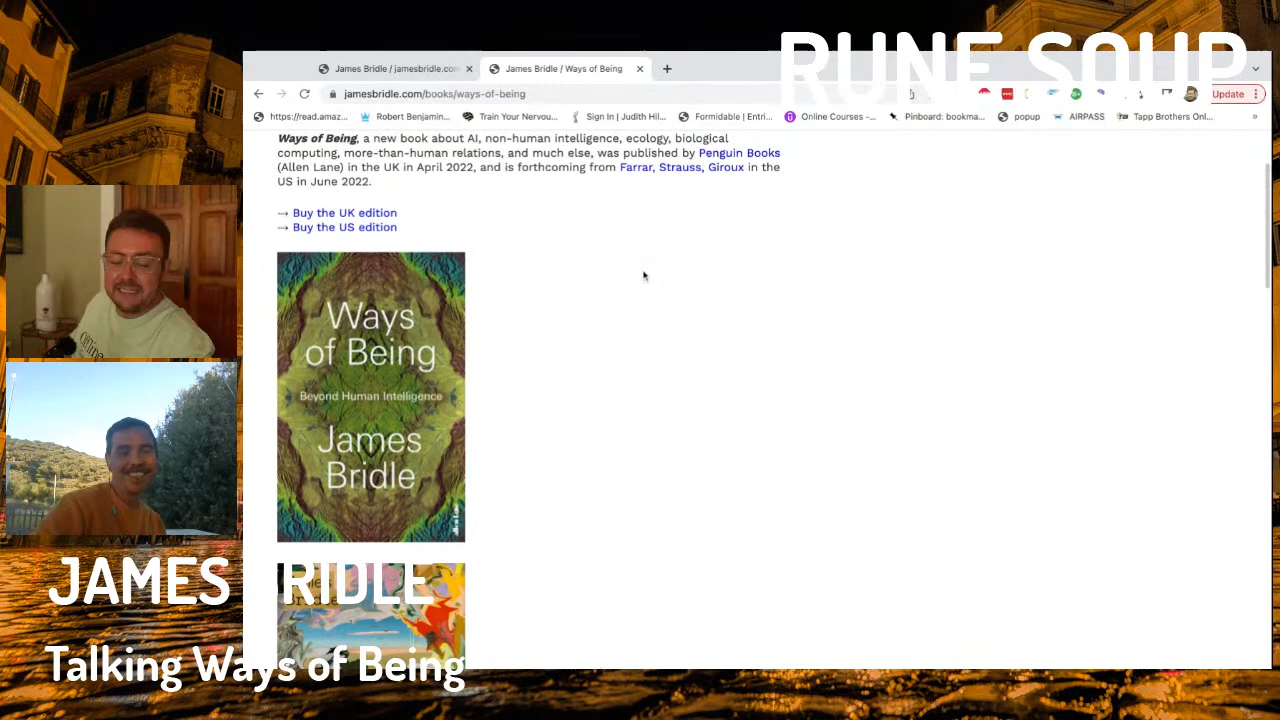 RUNE SOUP
James Bridle / jamesbridle.com
James Bridle / Ways of Being
jamesbridle.com/books/ways-of-being
Update
https://read.amaz...
Robert Benjamin...
Train Your Nervou...
Sign In | Judith Hil...
Formidable | Entri...
Online Courses -...
Pinboard: bookma...
popup
AIRPASS
Tapp Brothers Onl...
Ways of Being, a new book about AI, non-human intelligence, ecology, biological
computing, more-than-human relations, and much else, was published by Penguin Books
(Allen Lane) in the UK in April 2022, and is forthcoming from Farrar, Strauss, Giroux in the
US in June 2022.
→ Buy the UK edition
→ Buy the US edition
Ways
of Being
Beyond Human Intelligence
James
Bridle
Allen Lane
JAMES BRIDLE
Talking Ways of Being